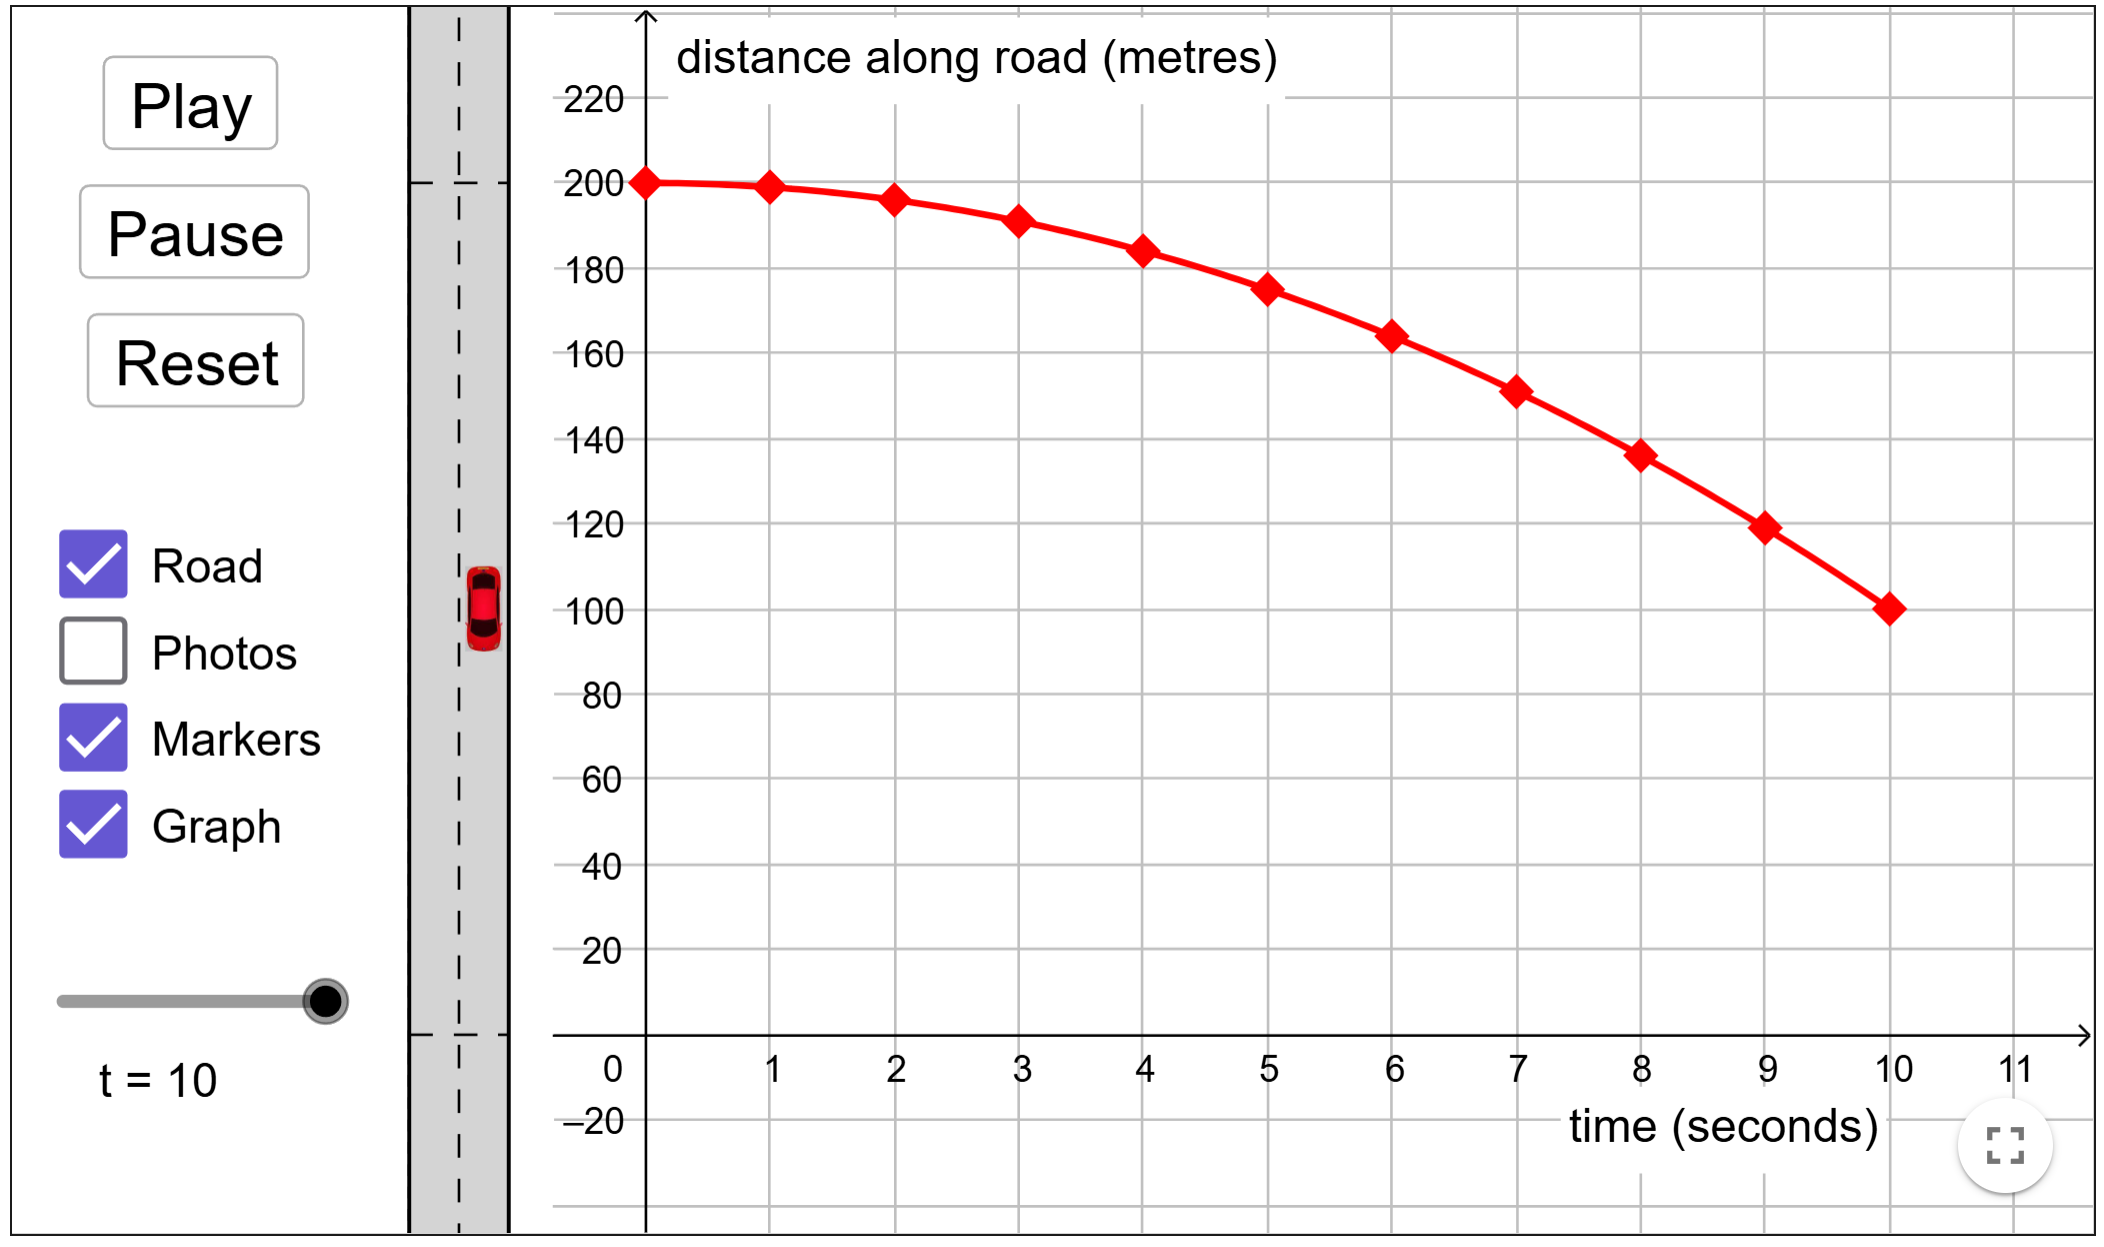 Play
Pause
Reset
Road
Photos
Markers
Graph
t = 10
distance along road (metres)
220
200
180
160
140
120
100
80
60
40
20
0
–20
1 2 3 4 5 6 7 8 9 10 11
time (seconds)